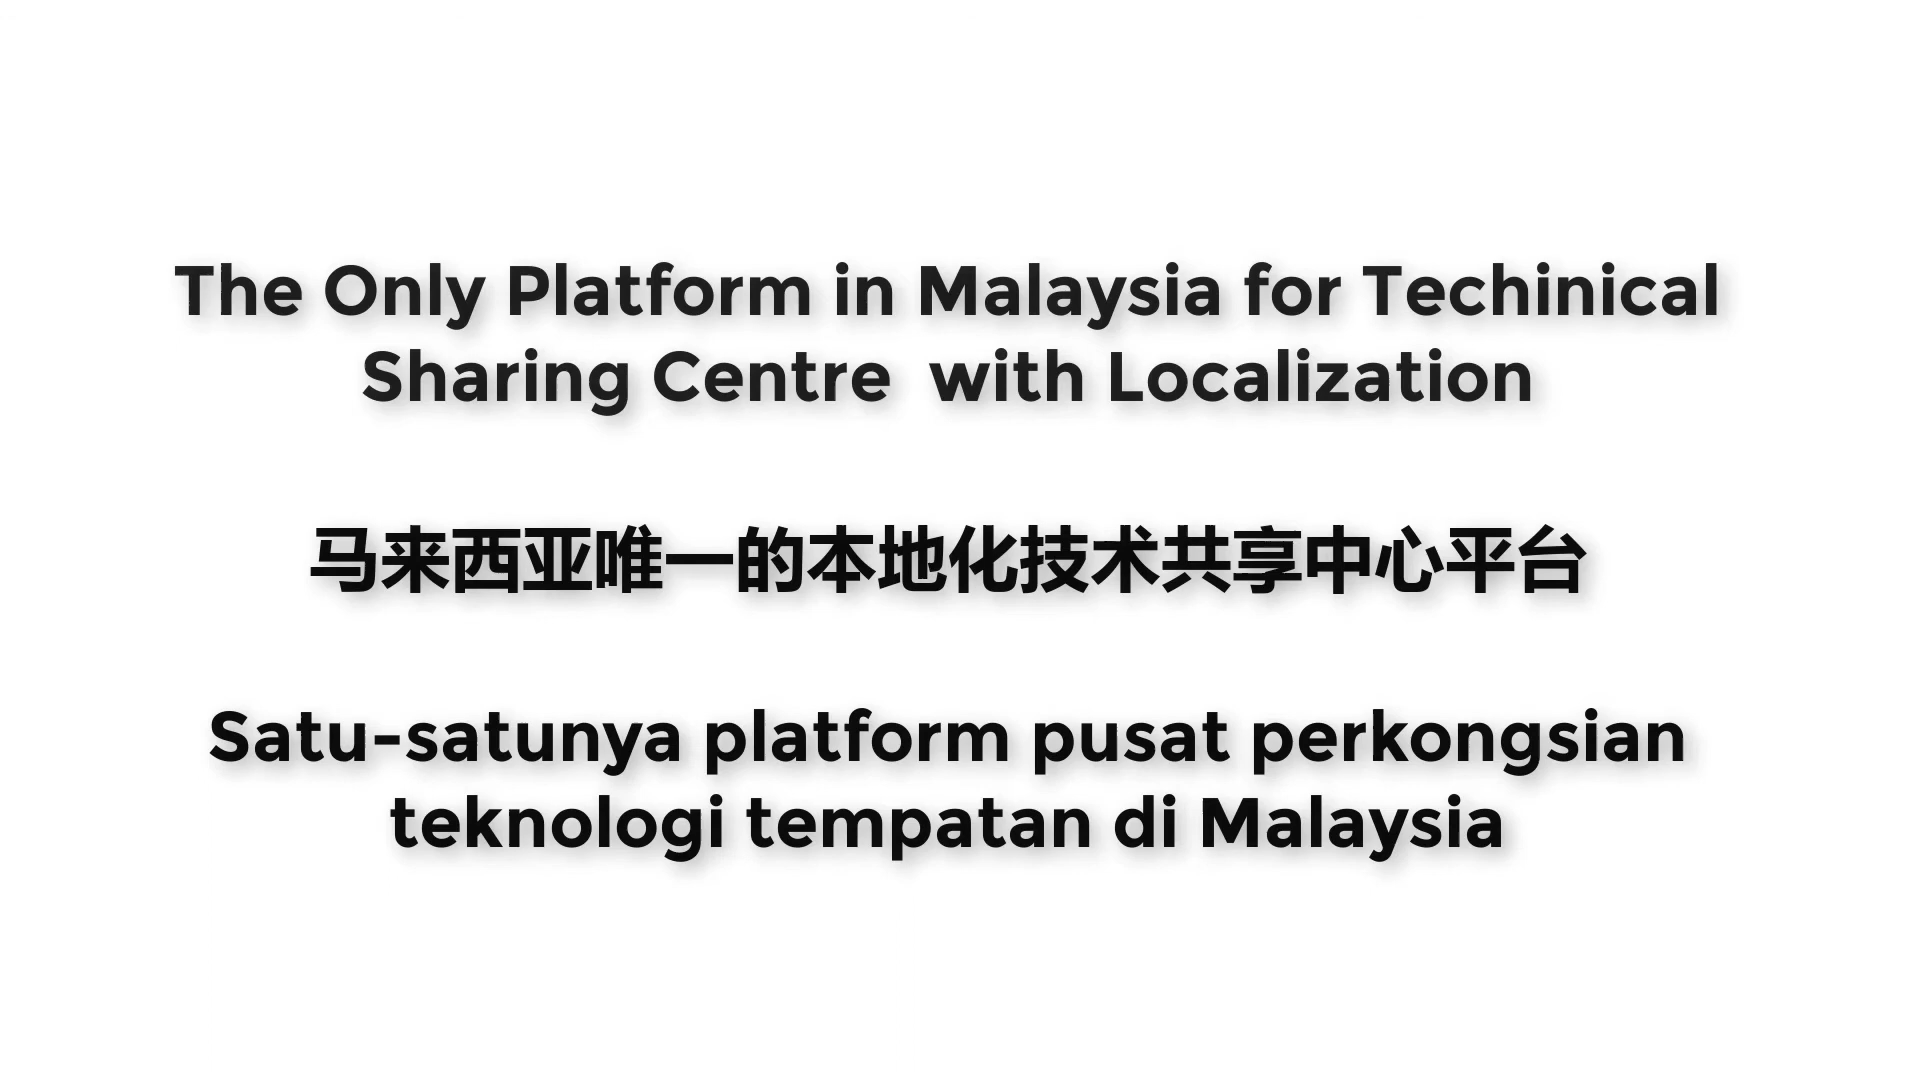 The Only Platform in Malaysia for Techinical
Sharing Centre  with Localization
马来西亚唯一的本地化技术共享中心平台
Satu-satunya platform pusat perkongsian
teknologi tempatan di Malaysia